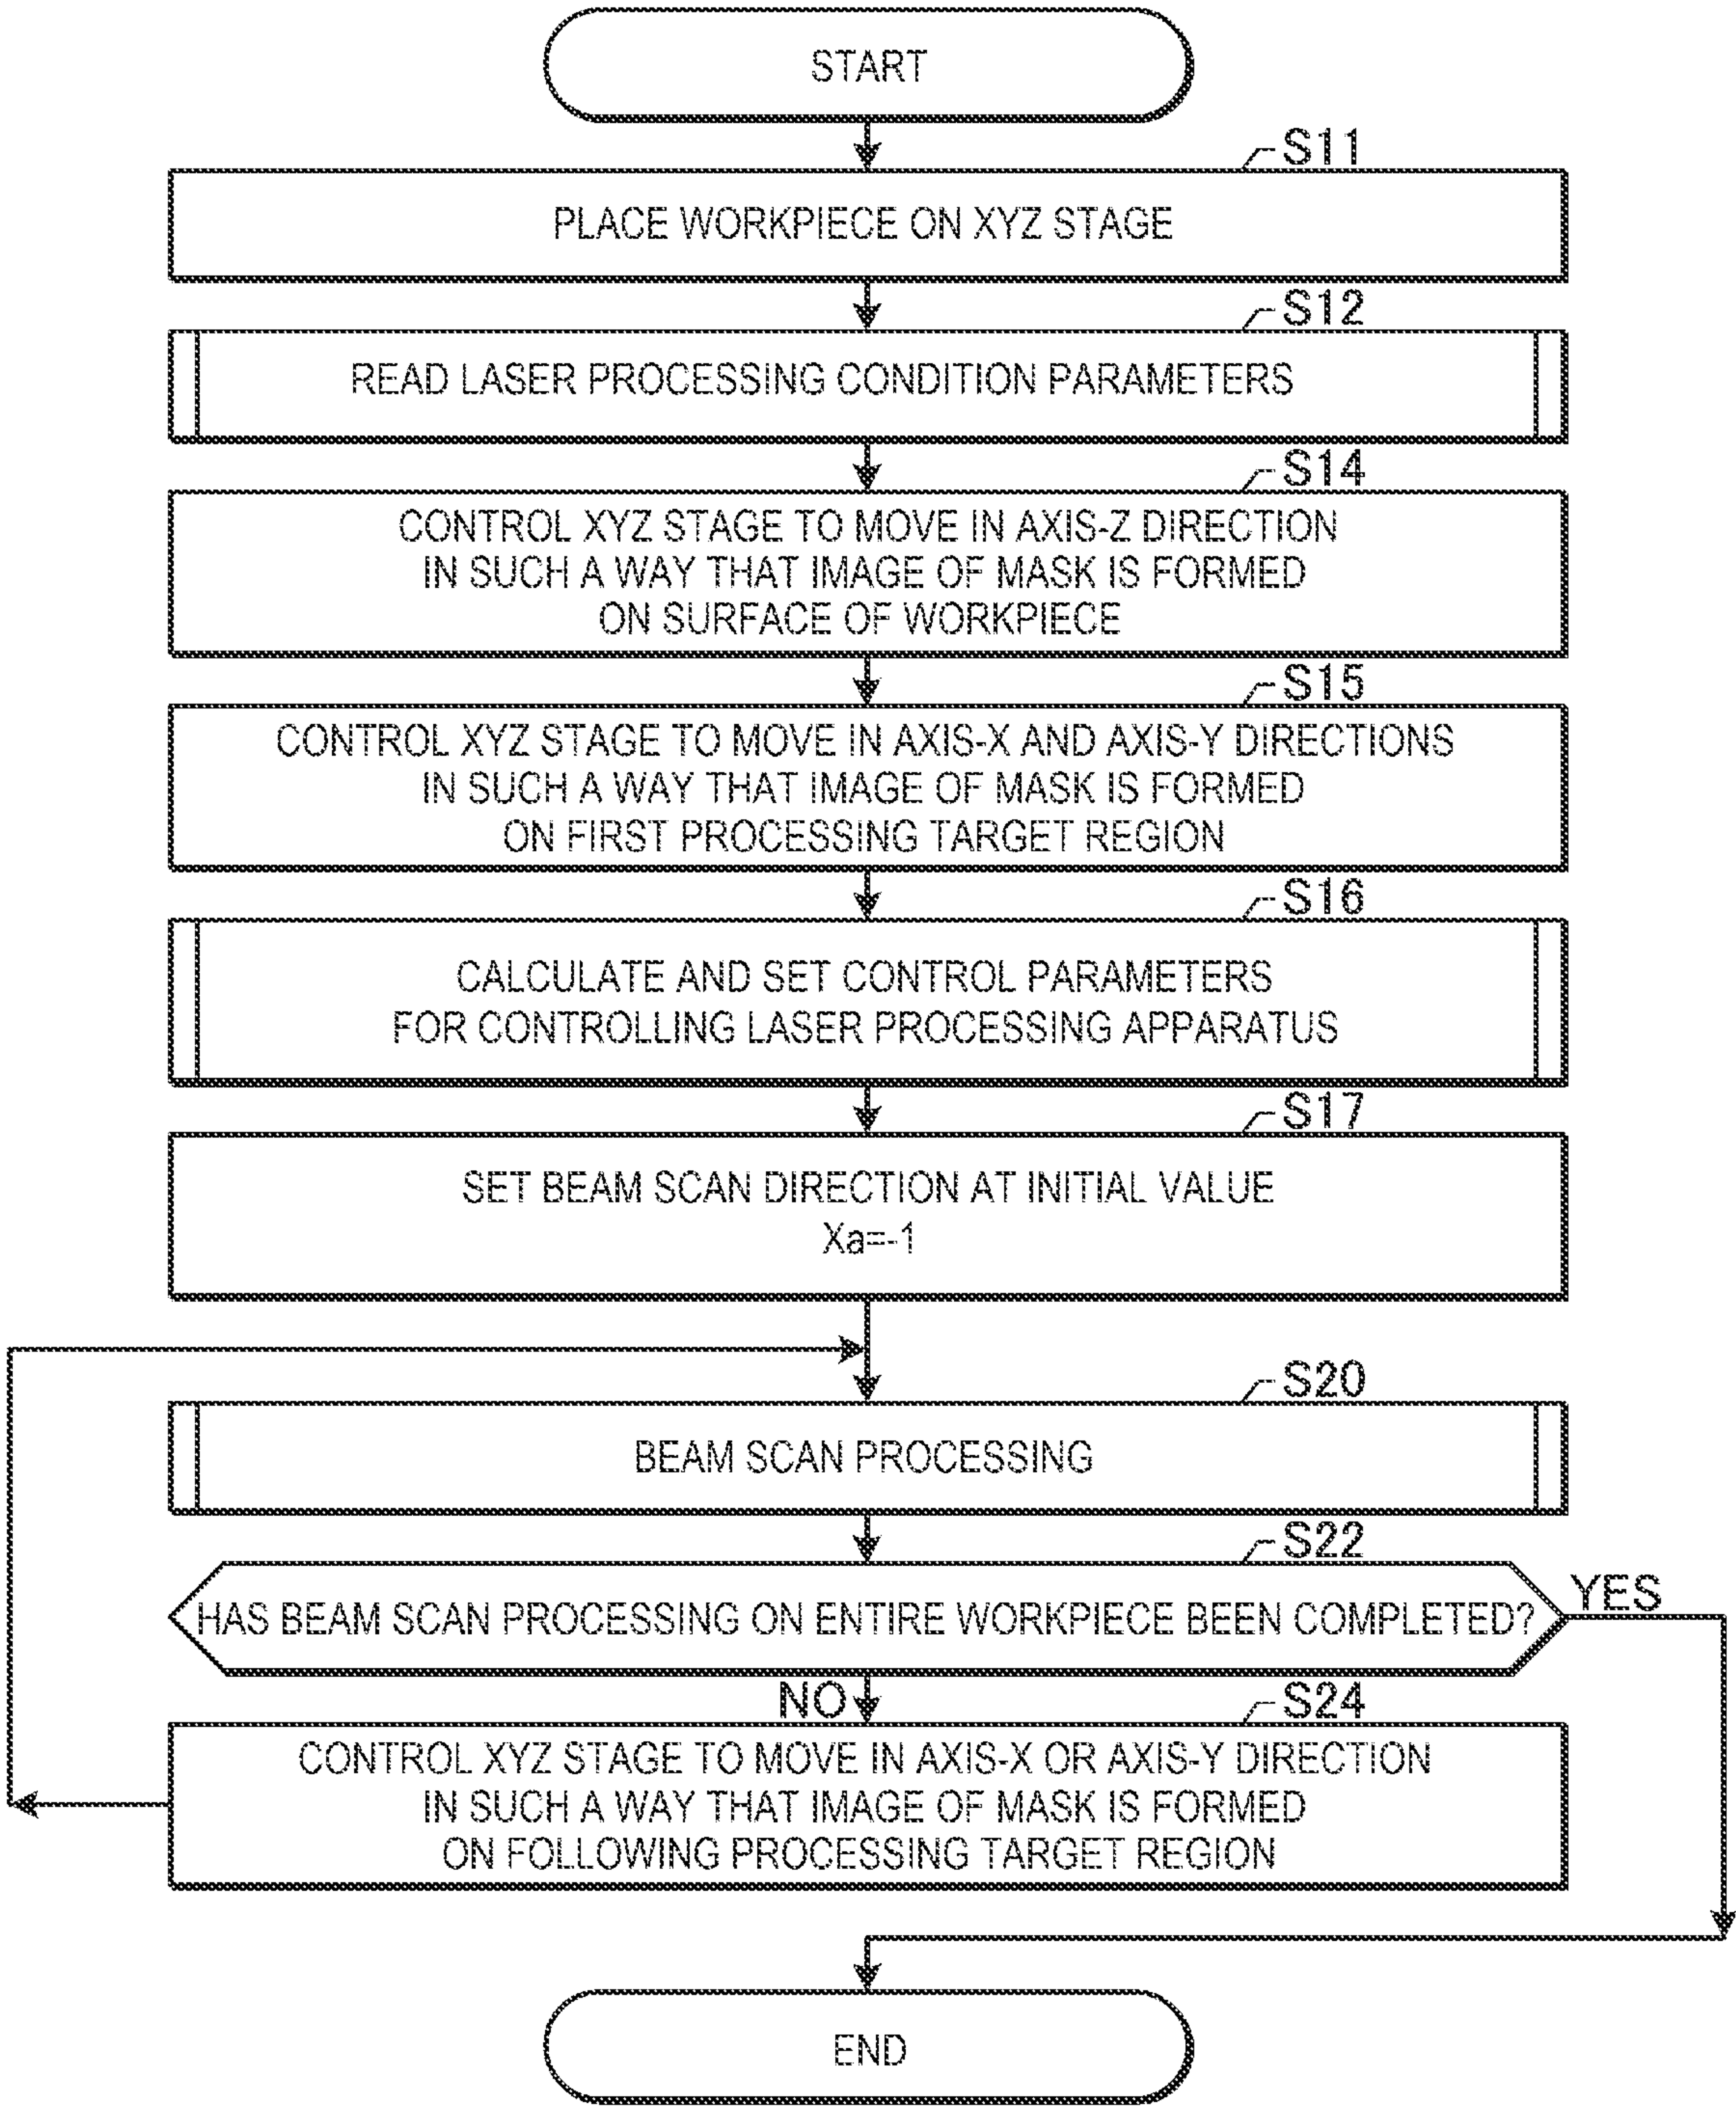 START
S11
PLACE WORKPIECE ON XYZ STAGE
S12
READ LASER PROCESSING CONDITION PARAMETERS
S14
CONTROL XYZ STAGE TO MOVE IN AXIS-Z DIRECTION
IN SUCH A WAY THAT IMAGE OF MASK IS FORMED
ON SURFACE OF WORKPIECE
S15
CONTROL XYZ STAGE TO MOVE IN AXIS-X AND AXIS-Y DIRECTIONS
IN SUCH A WAY THAT IMAGE OF MASK IS FORMED
ON FIRST PROCESSING TARGET REGION
S16
CALCULATE AND SET CONTROL PARAMETERS
FOR CONTROLLING LASER PROCESSING APPARATUS
S17
SET BEAM SCAN DIRECTION AT INITIAL VALUE
Xa=-1
S20
BEAM SCAN PROCESSING
S22
HAS BEAM SCAN PROCESSING ON ENTIRE WORKPIECE BEEN COMPLETED?
YES
NO
S24
CONTROL XYZ STAGE TO MOVE IN AXIS-X OR AXIS-Y DIRECTION
IN SUCH A WAY THAT IMAGE OF MASK IS FORMED
ON FOLLOWING PROCESSING TARGET REGION
END